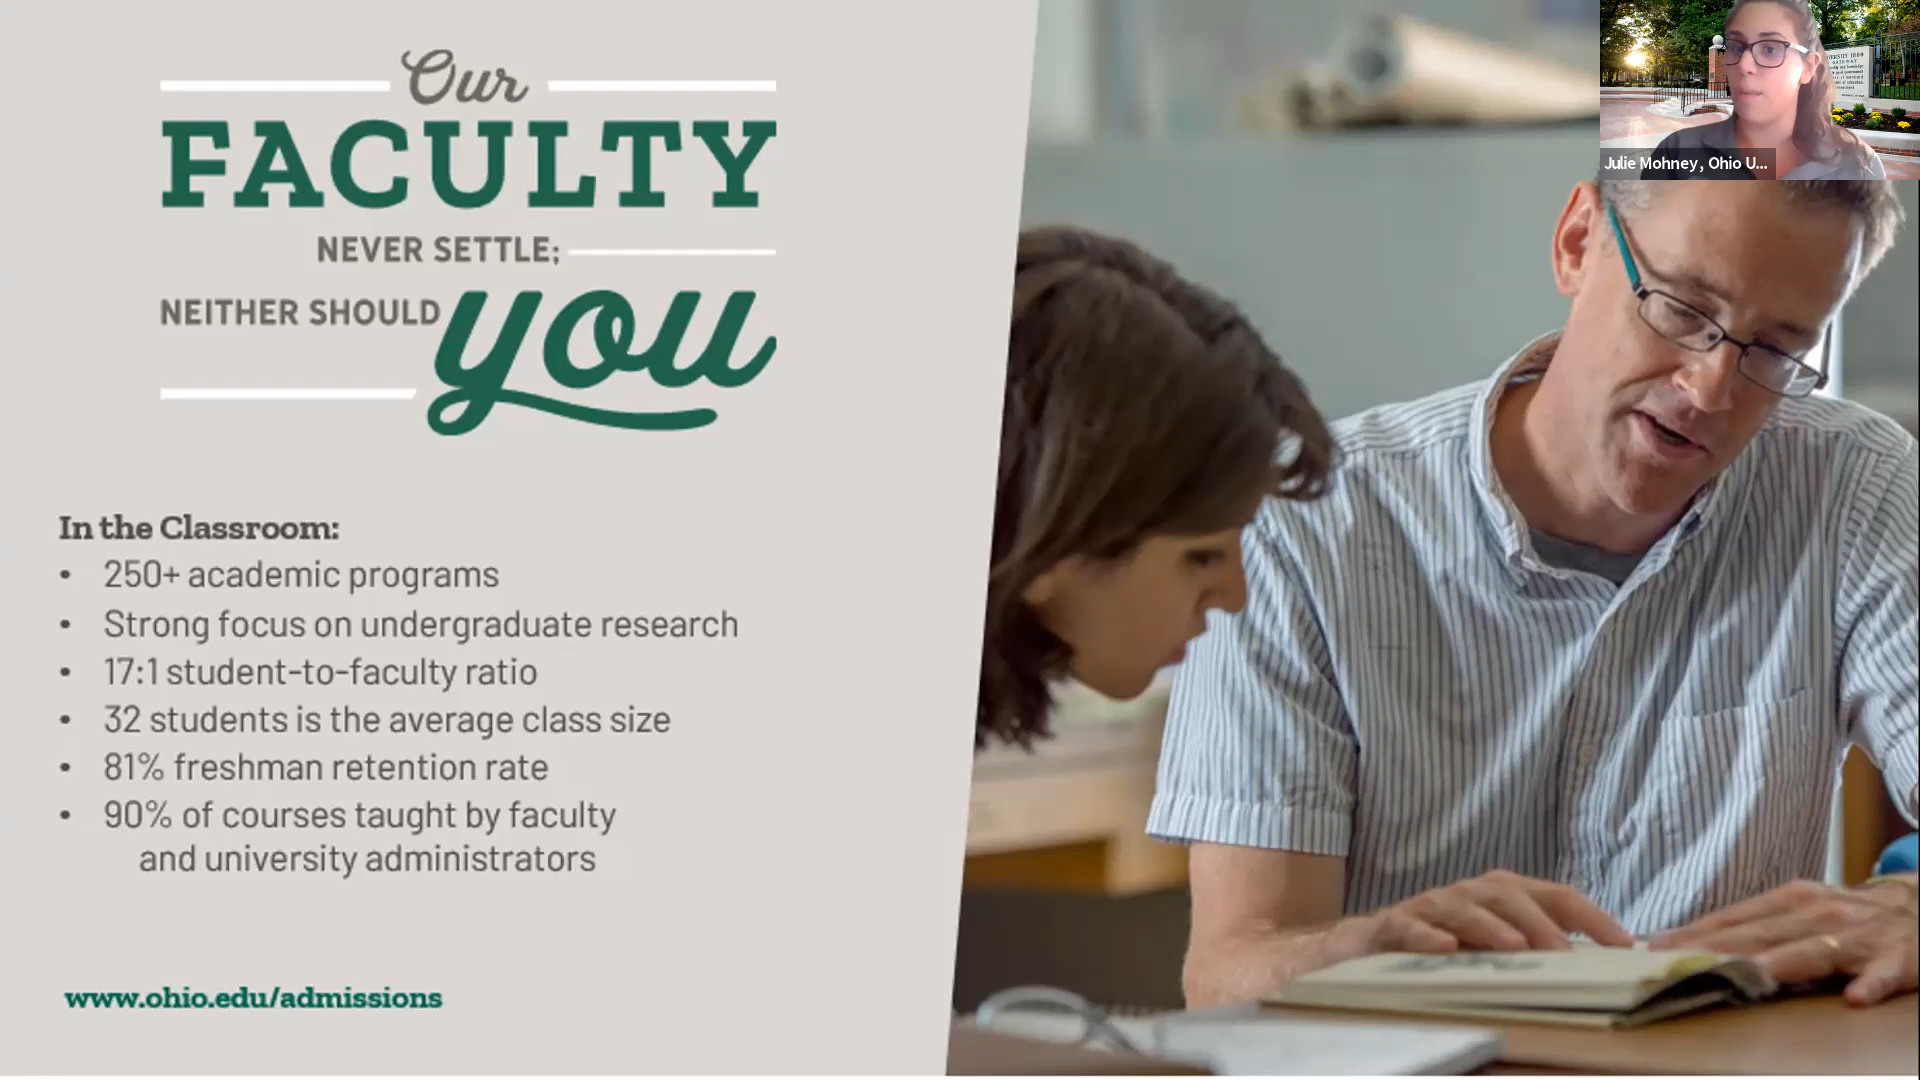 Our
FACULTY
NEVER SETTLE;
NEITHER SHOULD you
In the Classroom:
• 250+ academic programs
• Strong focus on undergraduate research
• 17:1 student-to-faculty ratio
• 32 students is the average class size
• 81% freshman retention rate
• 90% of courses taught by faculty
and university administrators
www.ohio.edu/admissions
Julie Mohney, Ohio U...